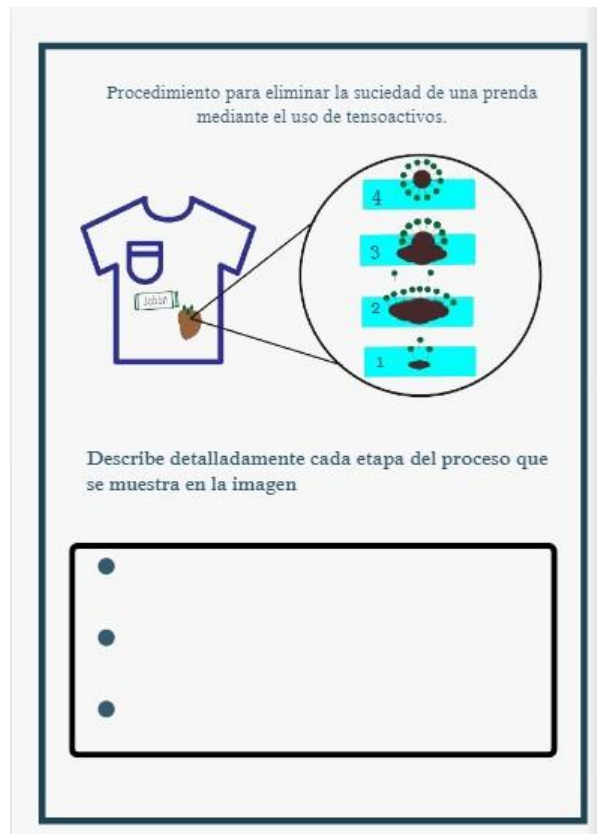 Procedimiento para eliminar la suciedad de una prenda
mediante el uso de tensoactivos.
4
3
2
1
Jabón
Describe detalladamente cada etapa del proceso que
se muestra en la imagen